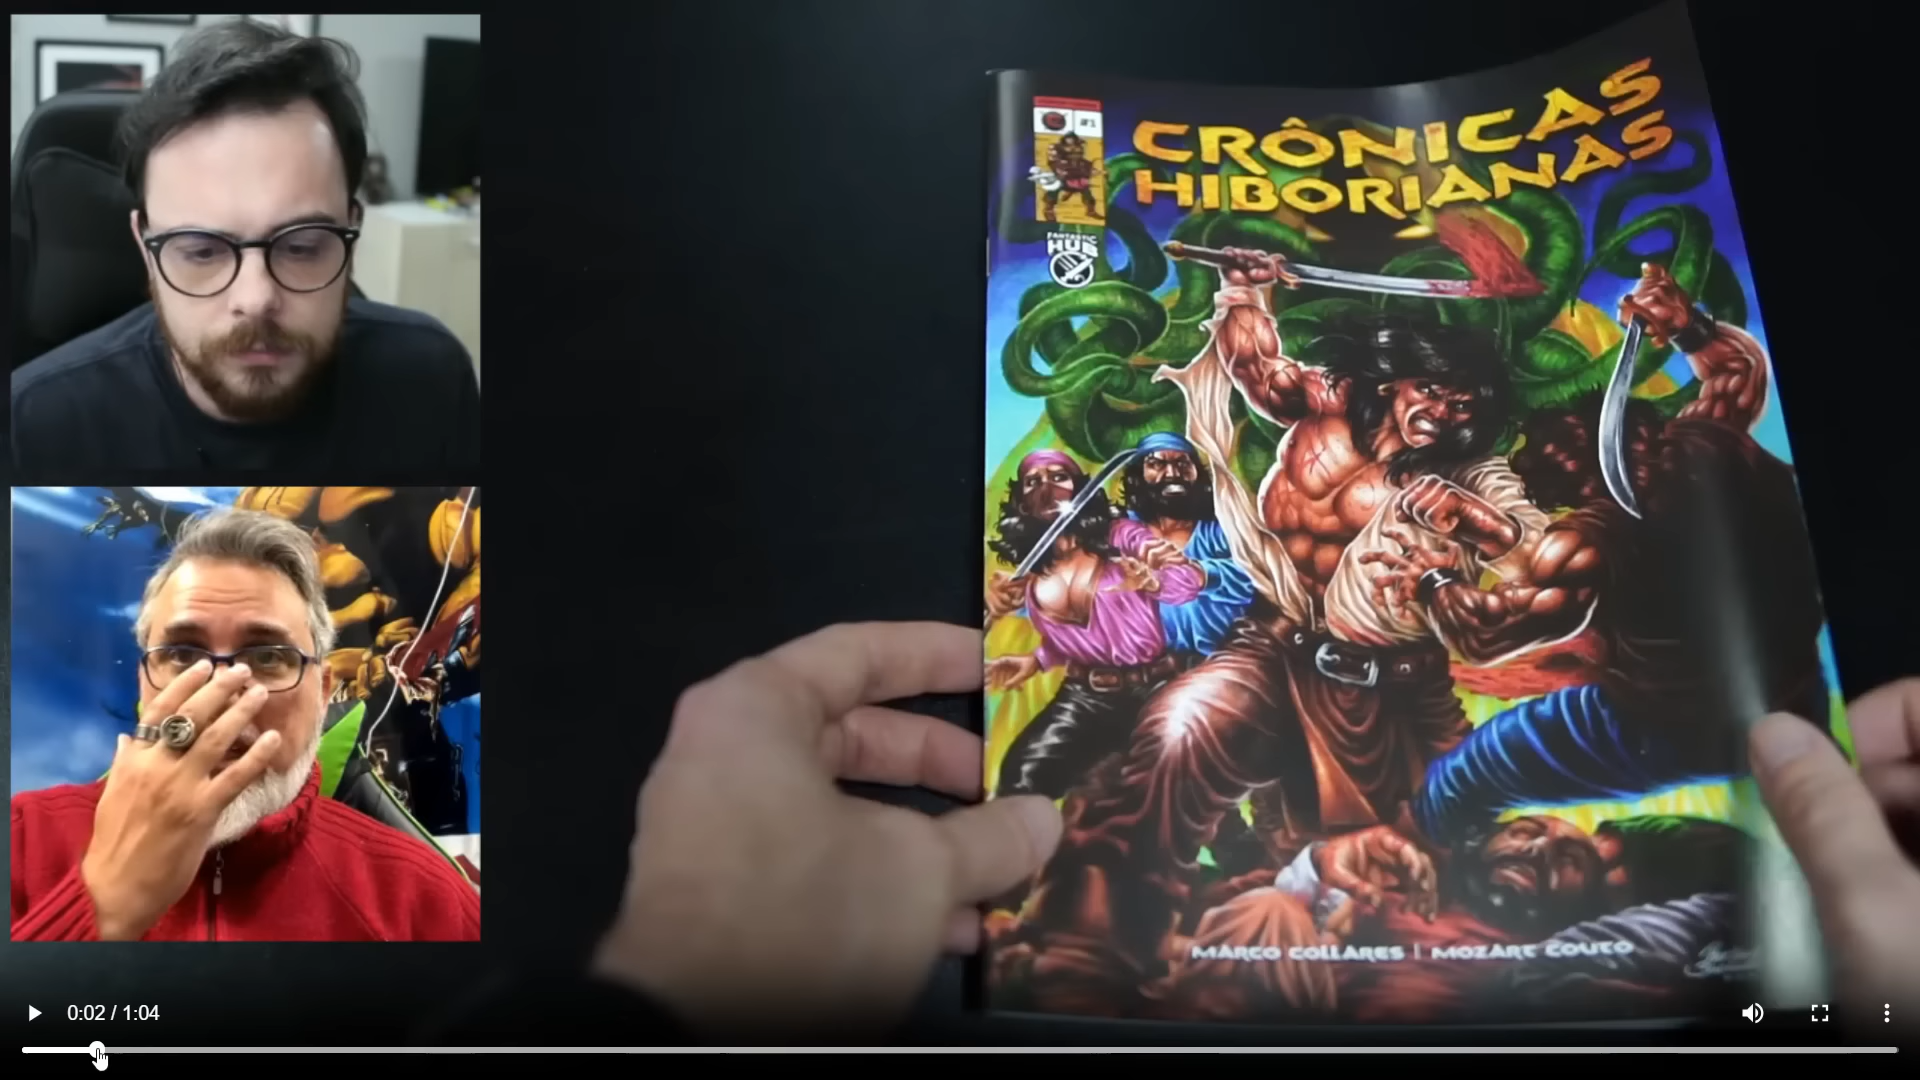 #1
CRÔNICAS
HIBORIANAS
FANTASTIC
HUB
MARCO COLLARES | MOZART COUTO
0:02 / 1:04